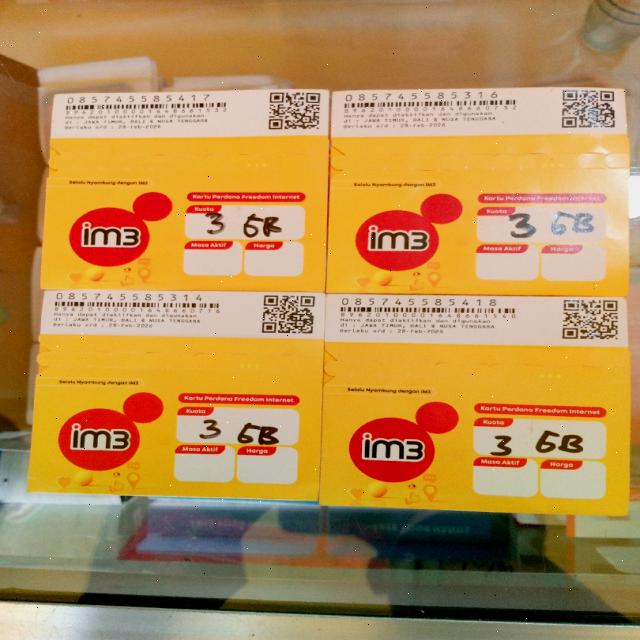 085745585417
Hanya dapat diaktifkan dan digunakan
di : JAWA TIMUR, BALI & NUSA TENGGARA
Berlaku s/d : 28-Feb-2026
Selalu Nyambung dengan IM3
im3
Kartu Perdana Freedom Internet
Kuota
3 GB
Masa Aktif Harga
085745585316
Hanya dapat diaktifkan dan digunakan
di : JAWA TIMUR, BALI & NUSA TENGGARA
Berlaku s/d : 28-Feb-2026
Selalu Nyambung dengan IM3
im3
Kartu Perdana Freedom Internet
Kuota
3 GB
Masa Aktif Harga
085745585314
Hanya dapat diaktifkan dan digunakan
di : JAWA TIMUR, BALI & NUSA TENGGARA
Berlaku s/d : 28-Feb-2026
Selalu Nyambung dengan IM3
im3
Kartu Perdana Freedom Internet
Kuota
3 GB
Masa Aktif Harga
085745585418
Hanya dapat diaktifkan dan digunakan
di : JAWA TIMUR, BALI & NUSA TENGGARA
Berlaku s/d : 28-Feb-2026
Selalu Nyambung dengan IM3
im3
Kartu Perdana Freedom Internet
Kuota
3 GB
Masa Aktif Harga